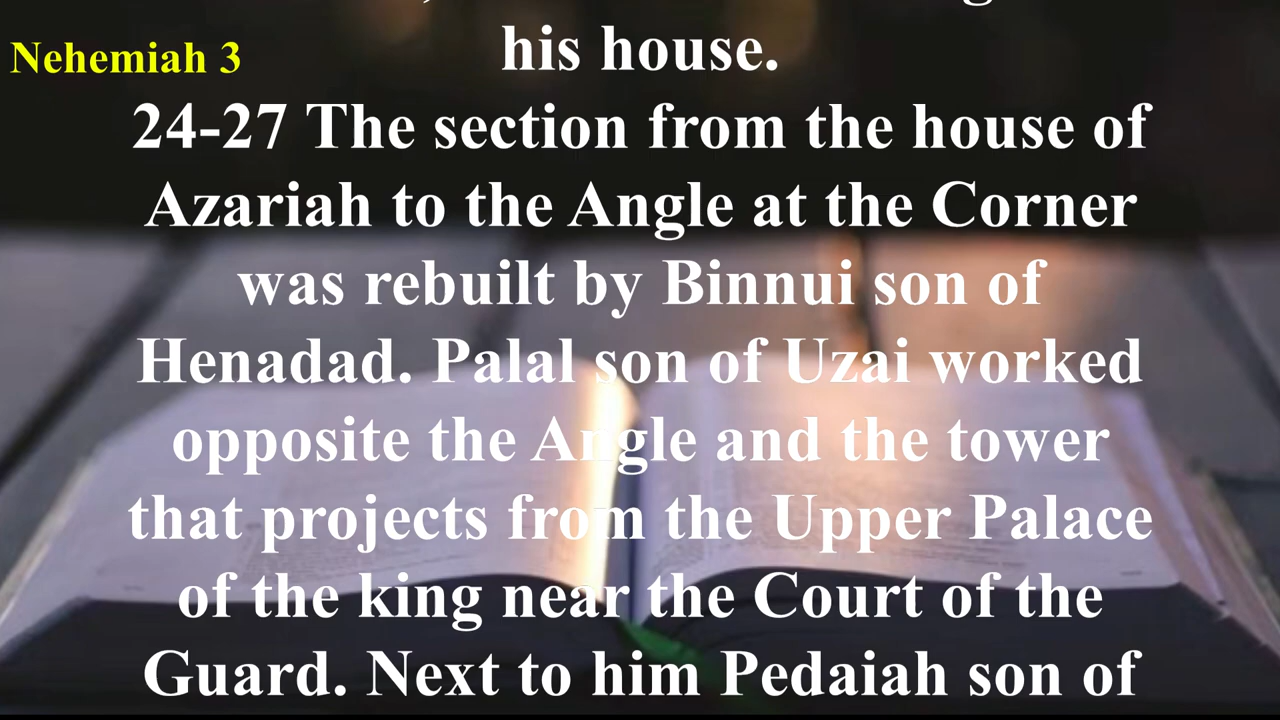 Nehemiah 3
his house.
24-27 The section from the house of
Azariah to the Angle at the Corner
was rebuilt by Binnui son of
Henadad. Palal son of Uzai worked
opposite the Angle and the tower
that projects from the Upper Palace
of the king near the Court of the
Guard. Next to him Pedaiah son of